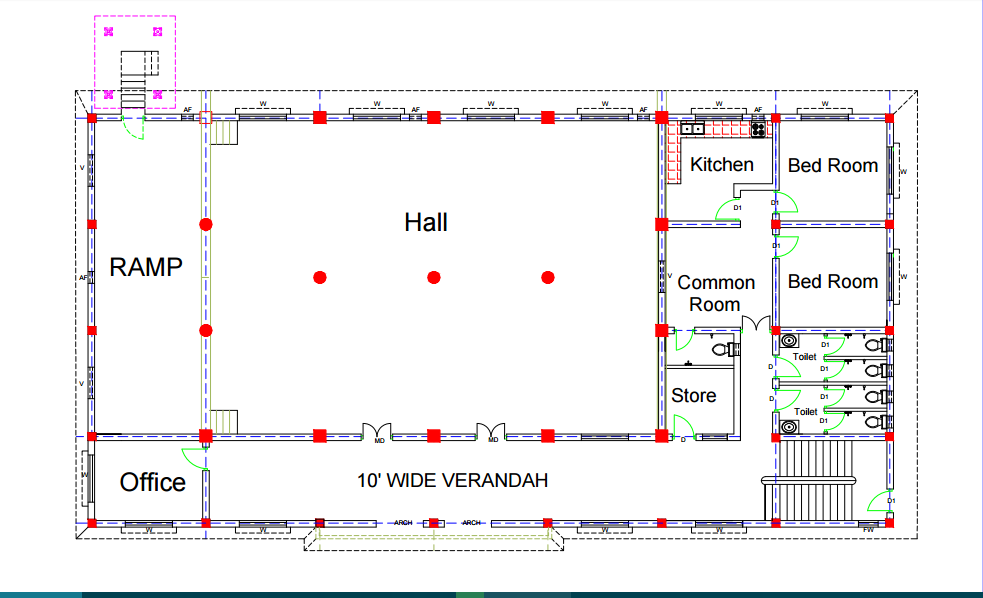 W
W
W
W
W
W
AF
AF
AF
AF
V
Kitchen
Bed Room
W
Hall
D1
D1
RAMP
D1
AF
V
Common
Room
Bed Room
W
V
Toilet
D1
D
D1
Store
D
D1
Toilet
D1
D
MD
MD
W
Office
10' WIDE VERANDAH
D1
W
W
ARCH
ARCH
W
W
FW